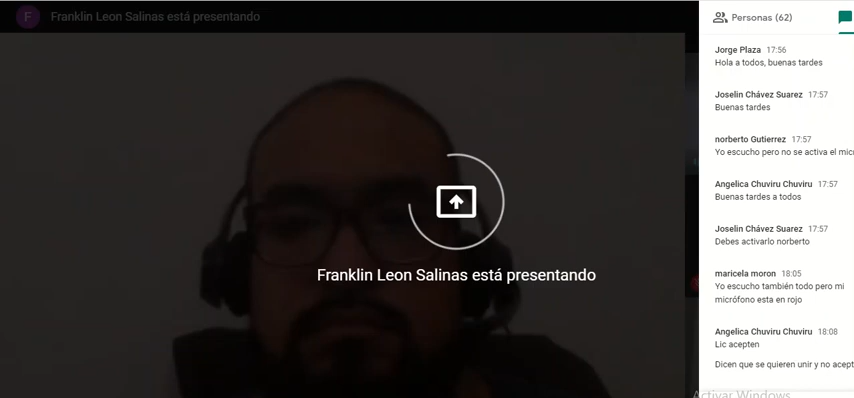 F Franklin Leon Salinas está presentando
Franklin Leon Salinas está presentando
Personas (62)
Jorge Plaza 17:56
Hola a todos, buenas tardes
Joselin Chávez Suarez 17:57
Buenas tardes
norberto Gutierrez 17:57
Yo escucho pero no se activa el micr
Angelica Chuviru Chuviru 17:57
Buenas tardes a todos
Joselin Chávez Suarez 17:57
Debes activarlo norberto
maricela moron 18:05
Yo escucho también todo pero mi
micrófono esta en rojo
Angelica Chuviru Chuviru 18:08
Lic acepten
Dicen que se quieren unir y no acept
Activar Windows